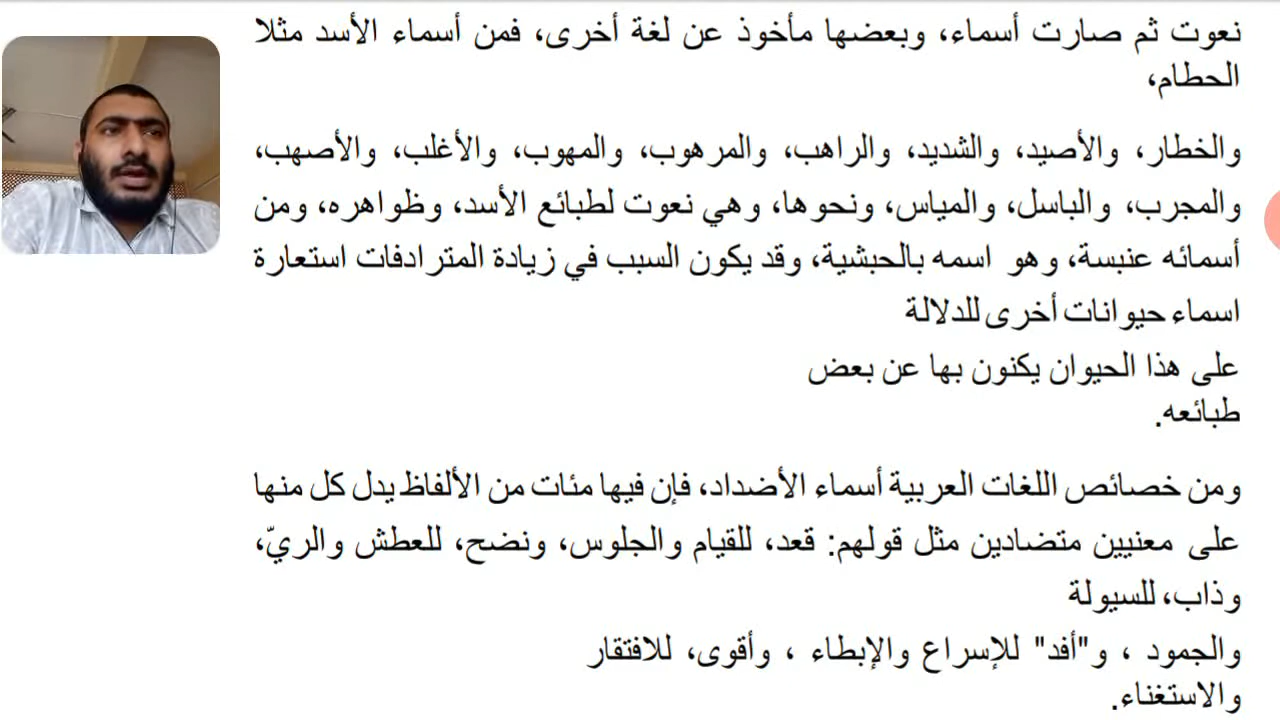 نعوت ثم صارت أسماء، وبعضها مأخوذ عن لغة أخرى، فمن أسماء الأسد مثلا
الحطام،
والخطار، والأصيد، والشديد، والراهب، والمرهوب، والمهوب، والأغلب، والأصهب،
والمجرب، والباسل، والمياس، ونحوها، وهي نعوت لطبائع الأسد، وظواهره، ومن
أسمائه عنبسة، وهو اسمه بالحبشية، وقد يكون السبب في زيادة المترادفات استعارة
اسماء حيوانات أخرى للدلالة
على هذا الحيوان يكنون بها عن بعض
طبائعه.
ومن خصائص اللغات العربية أسماء الأضداد، فإن فيها مئات من الألفاظ يدل كل منها
على معنيين متضادين مثل قولهم: قعد، للقيام والجلوس، ونضح، للعطش والريّ،
وذاب، للسيولة
والجمود ، و"أفد" للإسراع والإبطاء ، وأقوى، للافتقار
والاستغناء.